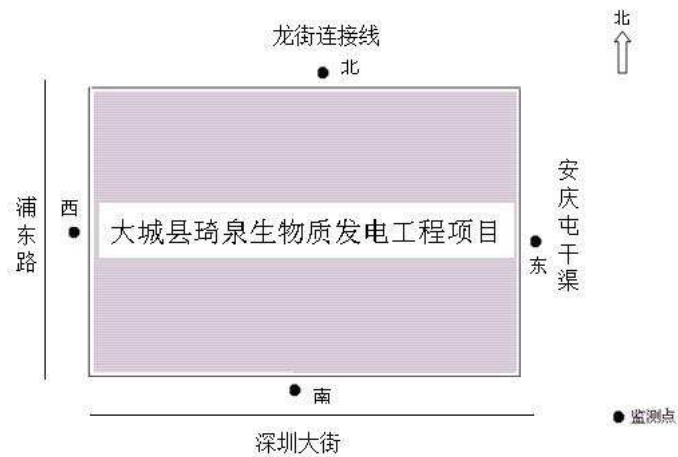 北
龙街连接线
北
浦东路
西
大城县琦泉生物质发电工程项目
东
安庆屯干渠
南
深圳大街
监测点